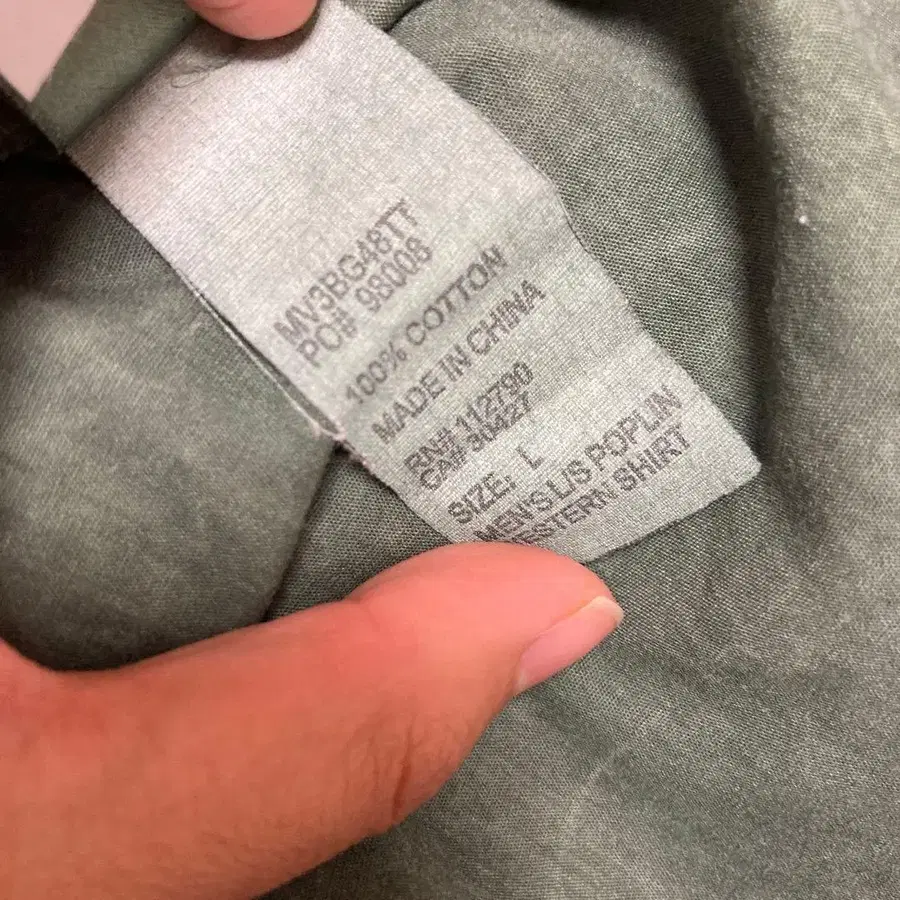 MV3BG48TT
PO# 98008
100% COTTON
MADE IN CHINA
RN# 112790
CA# 30427
SIZE: L
MEN'S L/S POPLIN
WESTERN SHIRT